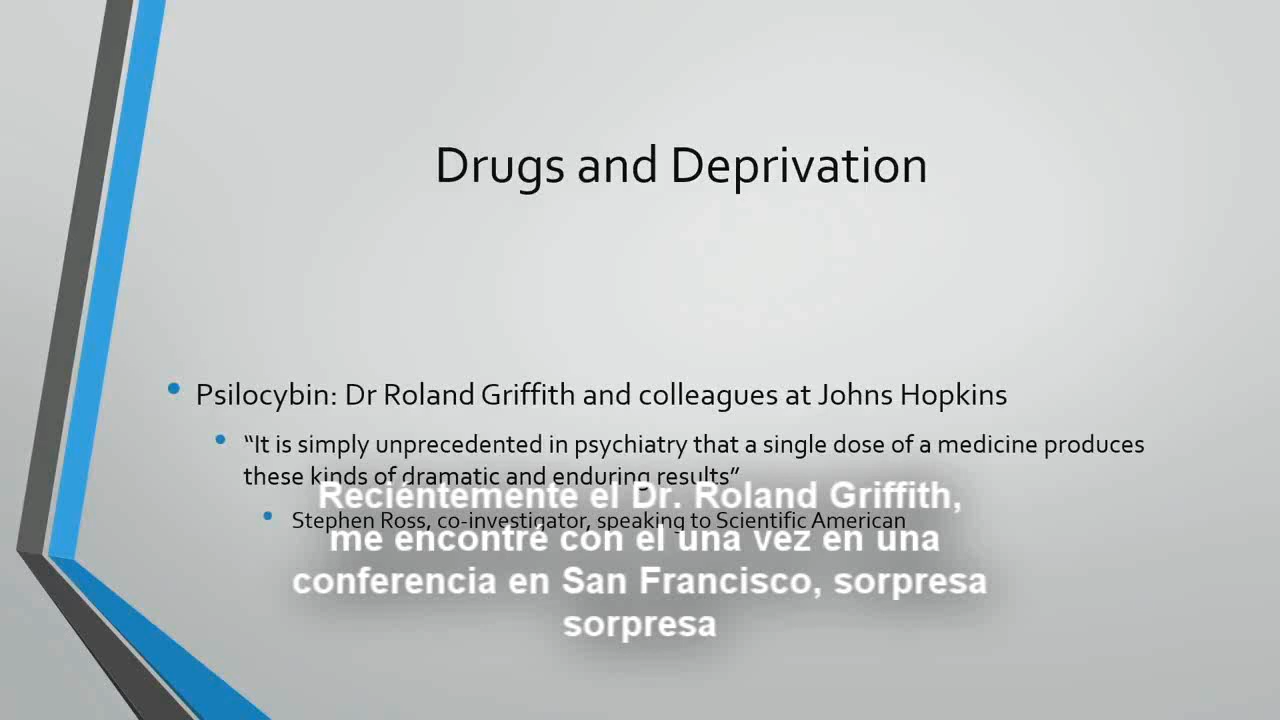 Drugs and Deprivation
Psilocybin: Dr Roland Griffith and colleagues at Johns Hopkins
“It is simply unprecedented in psychiatry that a single dose of a medicine produces
these kinds of dramatic and enduring results”
Stephen Ross, co-investigator, speaking to Scientific American
Reciéntemente el Dr. Roland Griffith,
me encontré con el una vez en una
conferencia en San Francisco, sorpresa
sorpresa